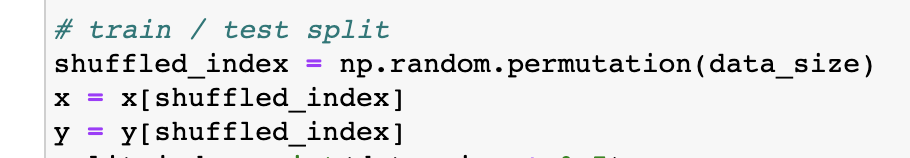 # train / test split
shuffled_index = np.random.permutation(data_size)
x = x[shuffled_index]
y = y[shuffled_index]